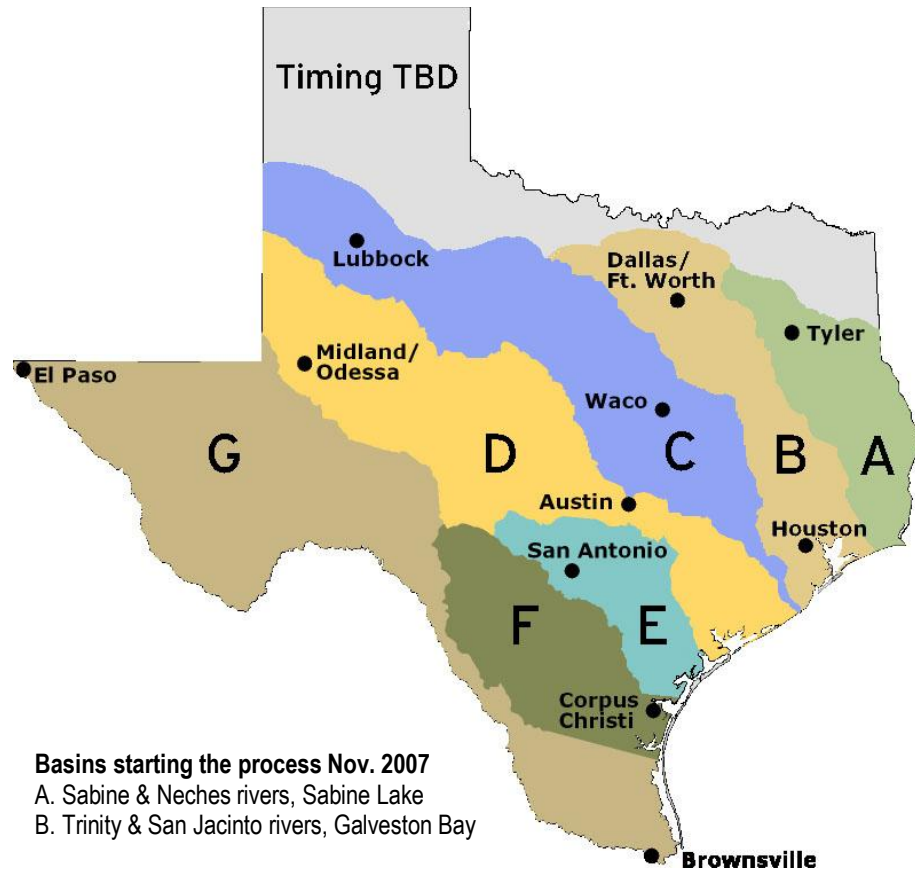 Timing TBD
Lubbock
Dallas/
Ft. Worth
Tyler
Midland/
Odessa
El Paso
Waco
G
D
C
B
A
Austin
Houston
San Antonio
F
E
Corpus
Christi
Basins starting the process Nov. 2007
A. Sabine & Neches rivers, Sabine Lake
B. Trinity & San Jacinto rivers, Galveston Bay
Brownsville